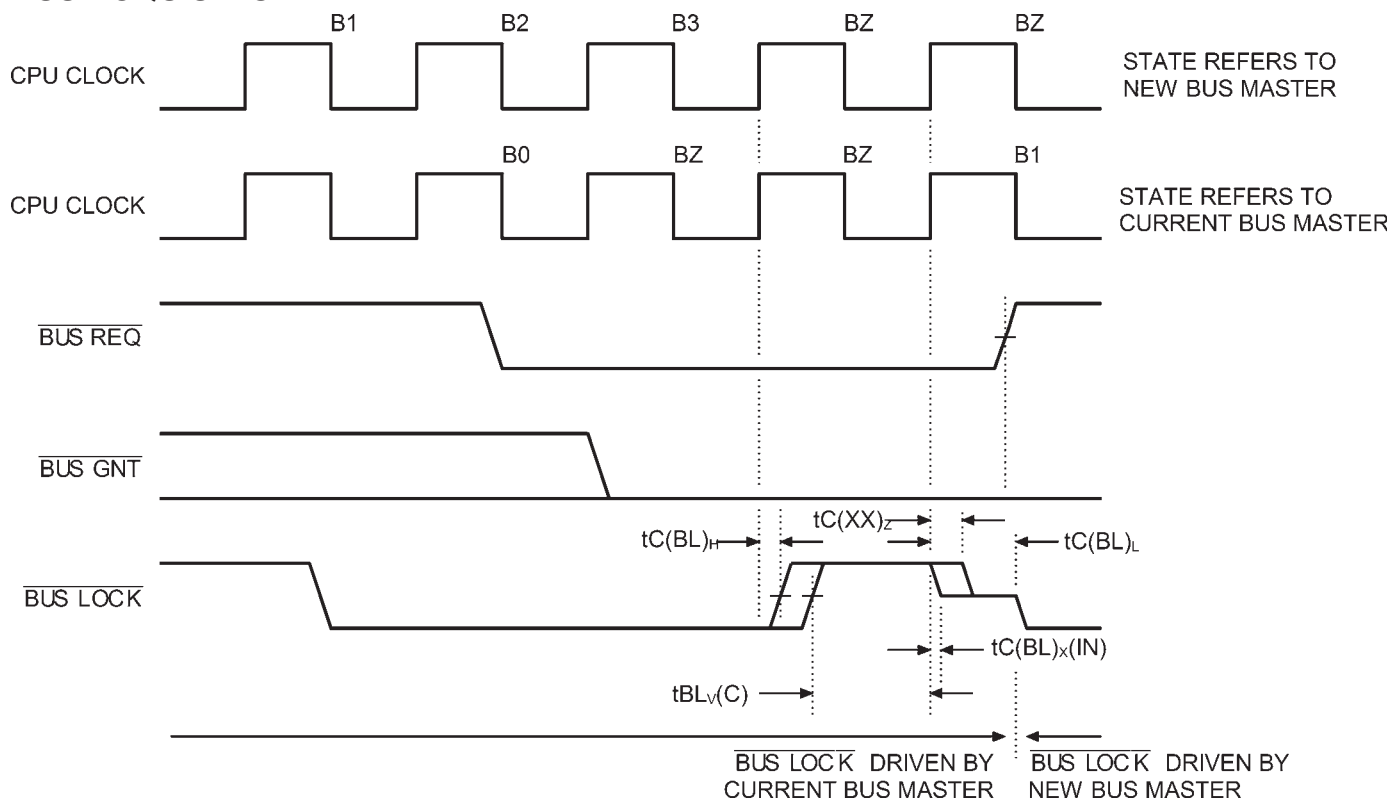 B1 B2 B3 BZ BZ
CPU CLOCK
STATE REFERS TO
NEW BUS MASTER
B0 BZ BZ B1
CPU CLOCK
STATE REFERS TO
CURRENT BUS MASTER
BUS REQ
BUS GNT
tC(XX)Z
tC(BL)H
tC(BL)L
BUS LOCK
tC(BL)X(IN)
tBLV(C)
BUS LOCK DRIVEN BY
CURRENT BUS MASTER
BUS LOCK DRIVEN BY
NEW BUS MASTER